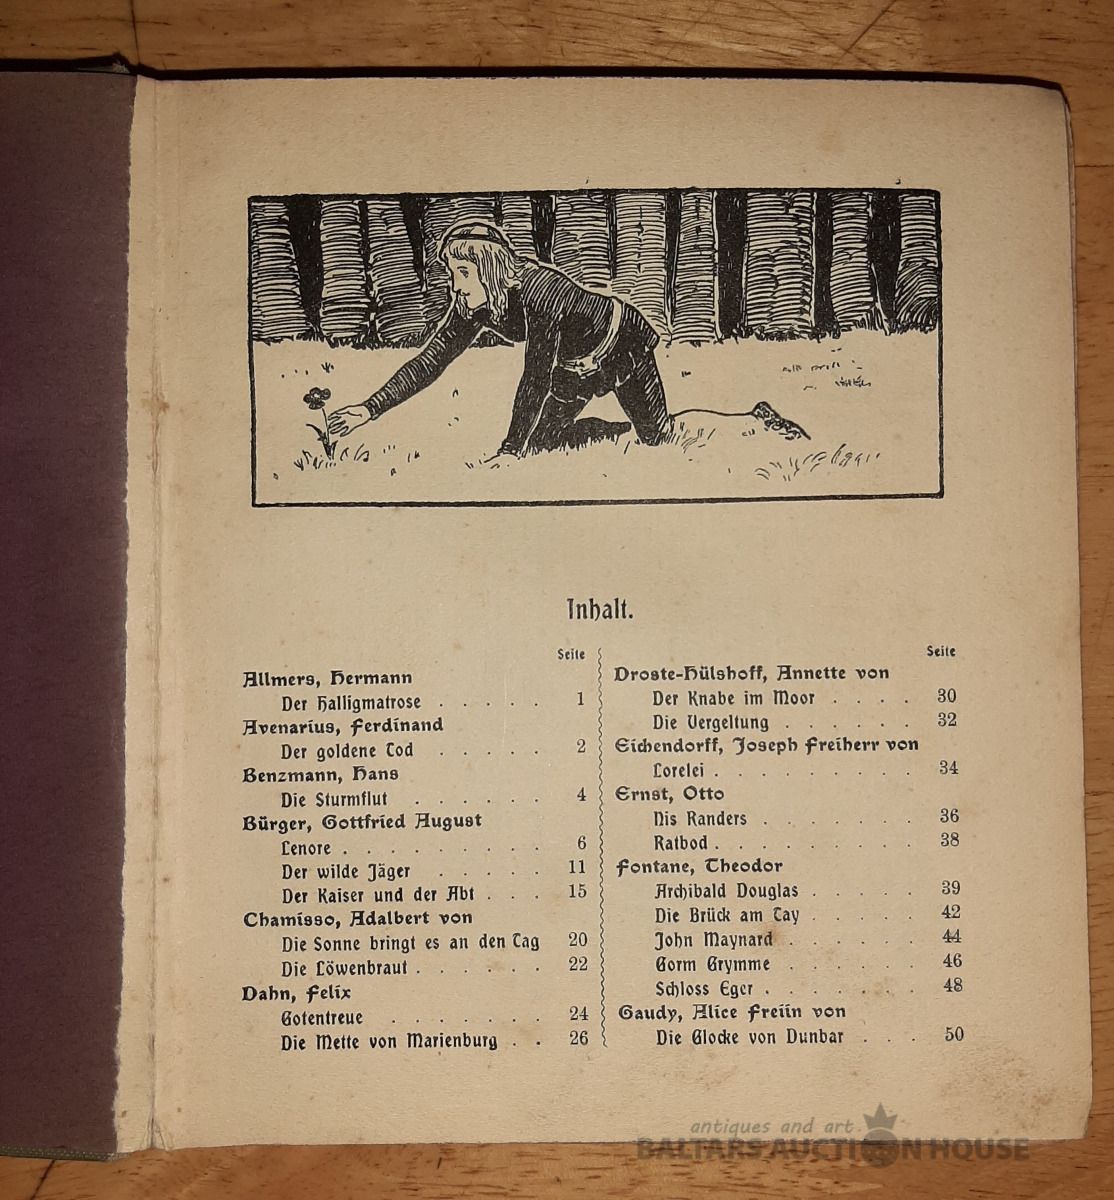 Inhalt.
Seite
Allmers, Hermann
Der Halligmatrose . . . . . 1
Avenarius, Ferdinand
Der goldene Tod . . . . . 2
Benzmann, Hans
Die Sturmflut . . . . . . 4
Bürger, Gottfried August
Lenore . . . . . . . . . 6
Der wilde Jäger . . . . . 11
Der Kaiser und der Abt . . . 15
Chamisso, Adalbert von
Die Sonne bringt es an den Tag 20
Die Löwenbraut . . . . . . 22
Dahn, Felix
Gotentreue . . . . . . . 24
Die Mette von Marienburg . . 26
Seite
Droste-Hülshoff, Annette von
Der Knabe im Moor . . . . 30
Die Vergeltung . . . . . . 32
Eichendorff, Joseph Freiherr von
Lorelei . . . . . . . . . 34
Ernst, Otto
Nis Randers . . . . . . . 36
Ratbod . . . . . . . . . 38
Fontane, Theodor
Archibald Douglas . . . . . 39
Die Brück am Tay . . . . . 42
John Maynard . . . . . . 44
Gorm Grymme . . . . . . 46
Schloss Eger . . . . . . . 48
Gaudy, Alice Freiin von
Die Glocke von Dunbar . . . 50
antiques and art
BALTARS AUCTION HOUSE